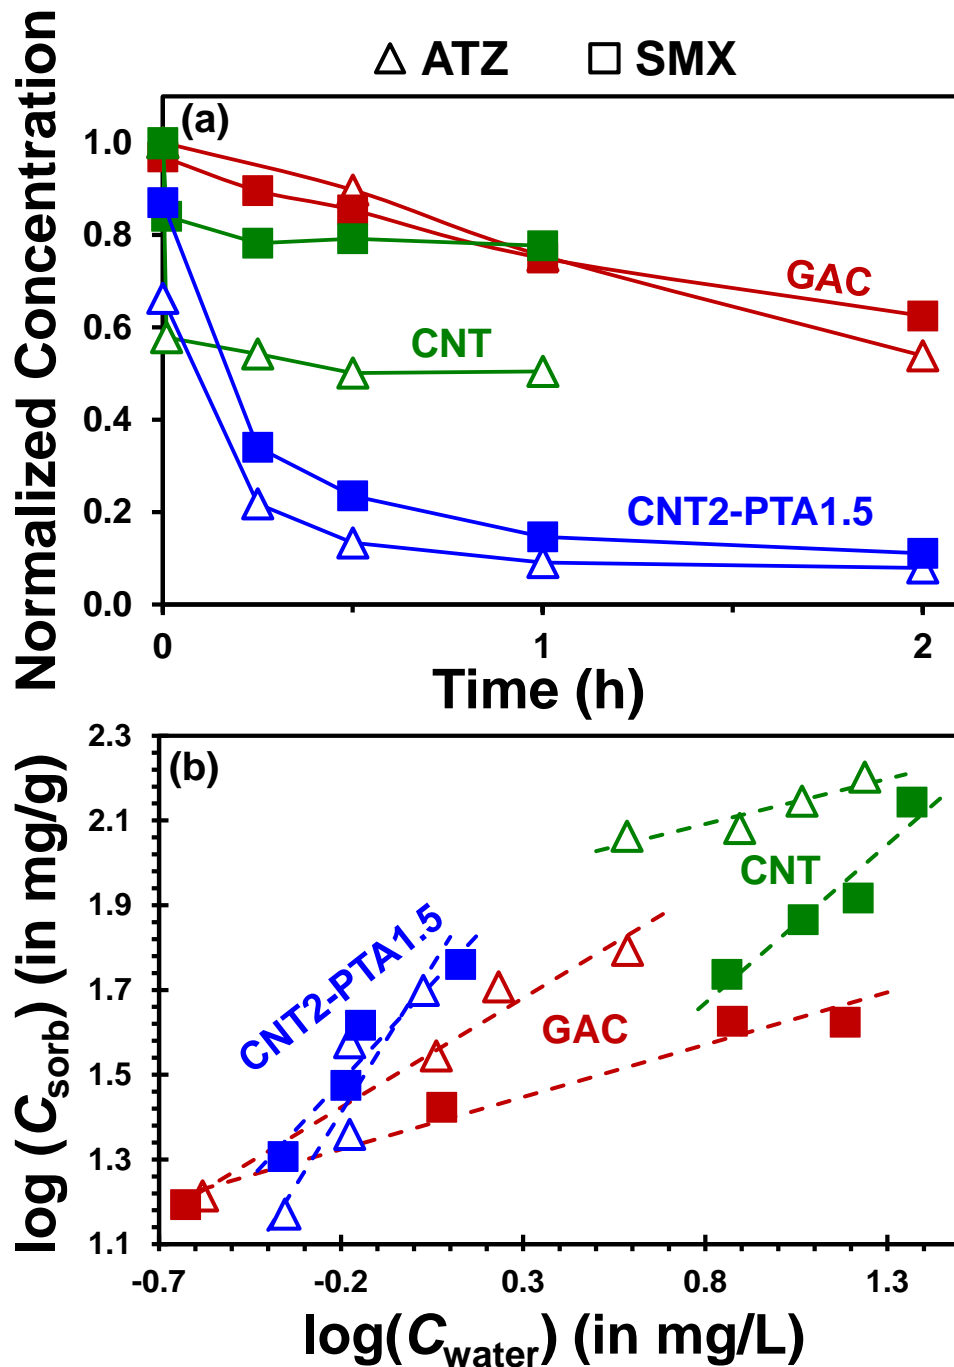 ATZ SMX
(a)
Normalized Concentration
1.0
0.8
0.6
0.4
0.2
0.0
GAC
CNT
CNT2-PTA1.5
0 1 2
Time (h)
(b)
log (Csorb) (in mg/g)
2.3
2.1
1.9
1.7
1.5
1.3
1.1
CNT
CNT2-PTA1.5
GAC
-0.7 -0.2 0.3 0.8 1.3
log(Cwater) (in mg/L)